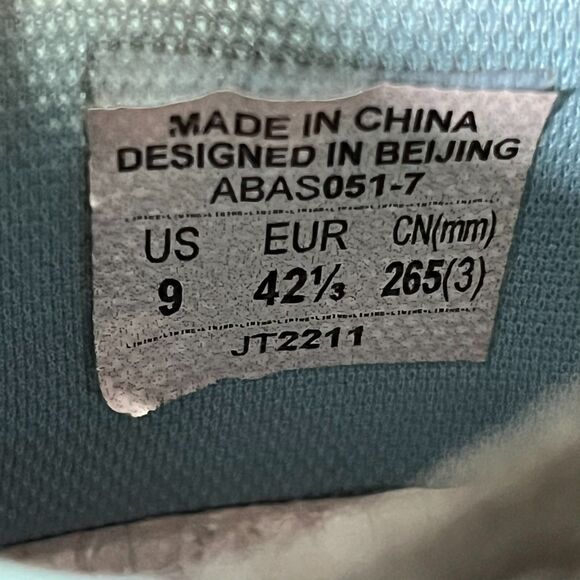 MADE IN CHINA
DESIGNED IN BEIJING
ABAS051-7
US EUR CN(mm)
9 42⅓ 265(3)
JT2211